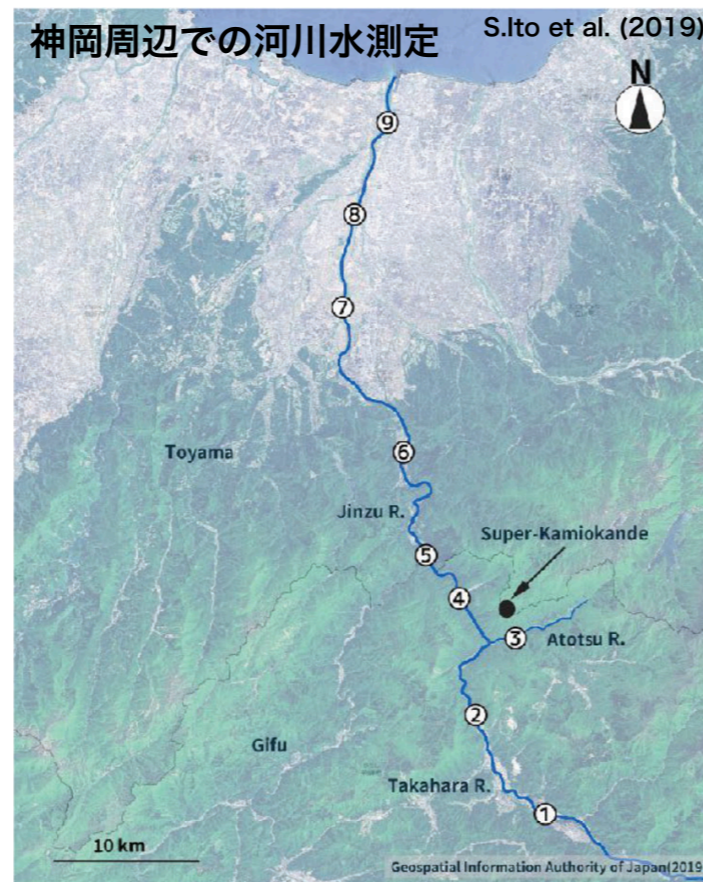 神岡周辺での河川水測定
S.Ito et al. (2019)
N
⑨
⑧
⑦
Toyama
⑥
Jinzu R.
Super-Kamiokande
⑤
④
③
Atotsu R.
②
Gifu
Takahara R.
①
10 km
Geospatial Information Authority of Japan(2019